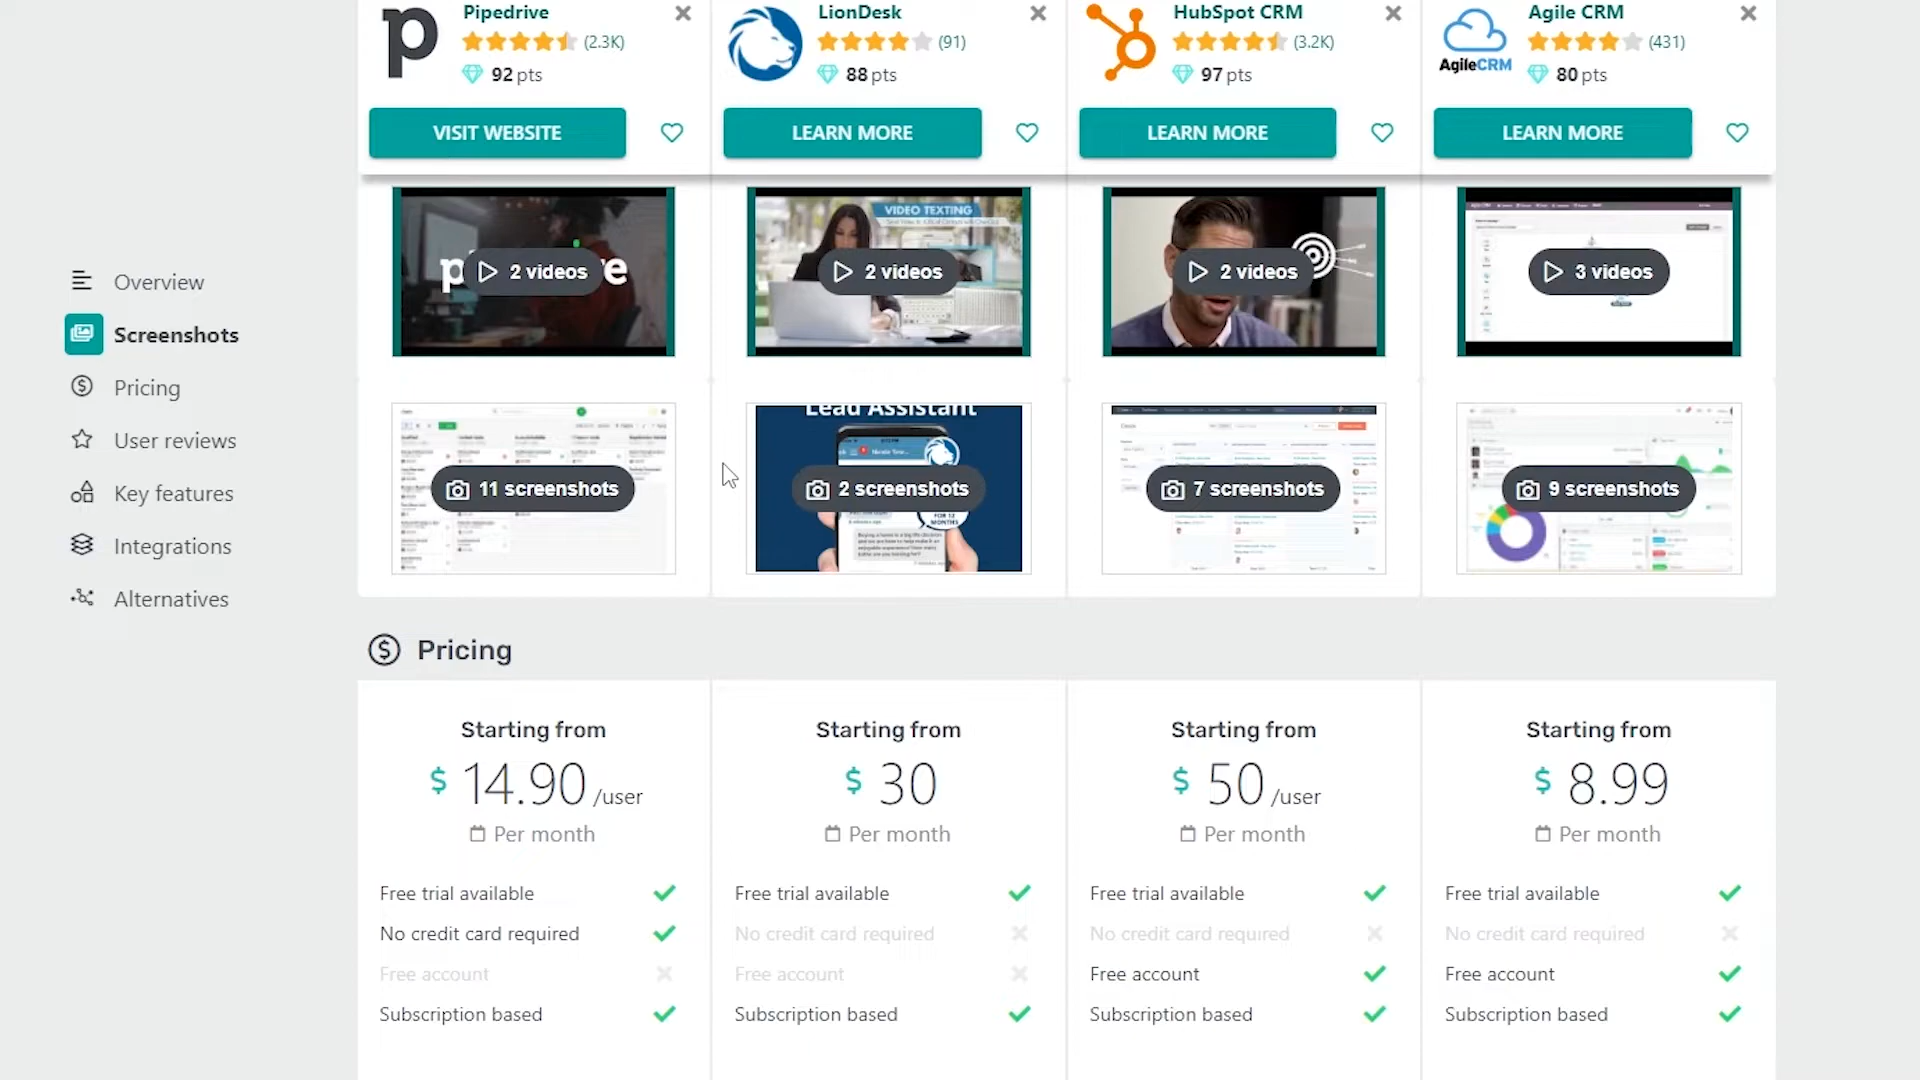 Pipedrive
(2.3K)
92 pts
VISIT WEBSITE
LionDesk
(91)
88 pts
LEARN MORE
HubSpot CRM
(3.2K)
97 pts
LEARN MORE
AgileCRM
Agile CRM
(431)
80 pts
LEARN MORE
Overview
Screenshots
Pricing
User reviews
Key features
Integrations
Alternatives
2 videos
VIDEO TEXTING
2 videos
2 videos
3 videos
11 screenshots
Lead Assistant
2 screenshots
FOR 12
MONTHS
7 screenshots
9 screenshots
Pricing
Starting from
$ 14.90 /user
Per month
Free trial available
No credit card required
Free account
Subscription based
Starting from
$ 30
Per month
Free trial available
No credit card required
Free account
Subscription based
Starting from
$ 50 /user
Per month
Free trial available
No credit card required
Free account
Subscription based
Starting from
$ 8.99
Per month
Free trial available
No credit card required
Free account
Subscription based